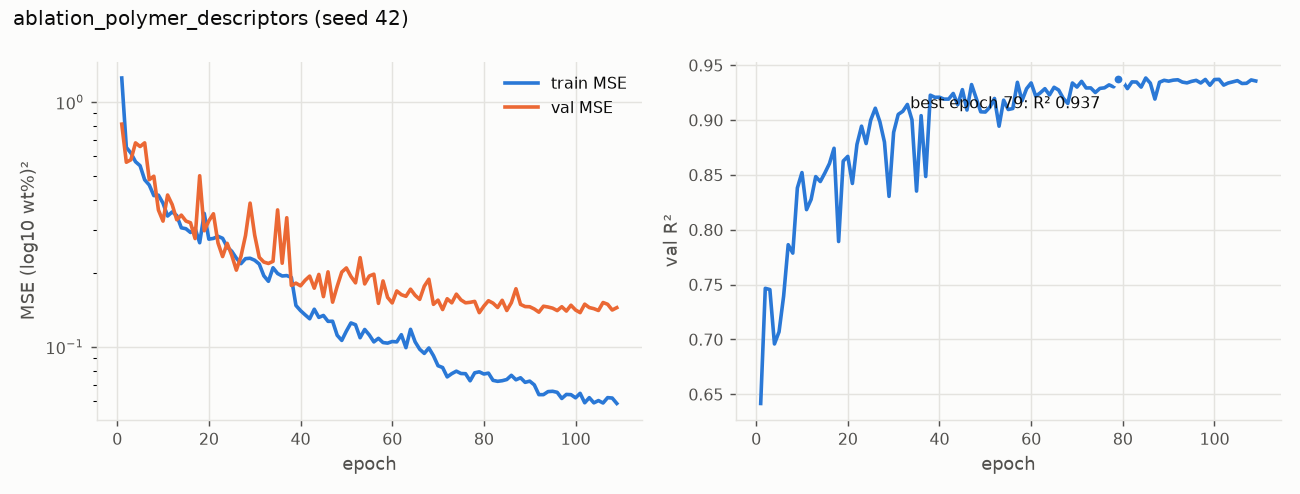 ablation_polymer_descriptors (seed 42)
MSE (log10 wt%)²
10⁰
10⁻¹
train MSE
val MSE
0 20 40 60 80 100
epoch
val R²
0.95
0.90
0.85
0.80
0.75
0.70
0.65
best epoch 79: R² 0.937
0 20 40 60 80 100
epoch